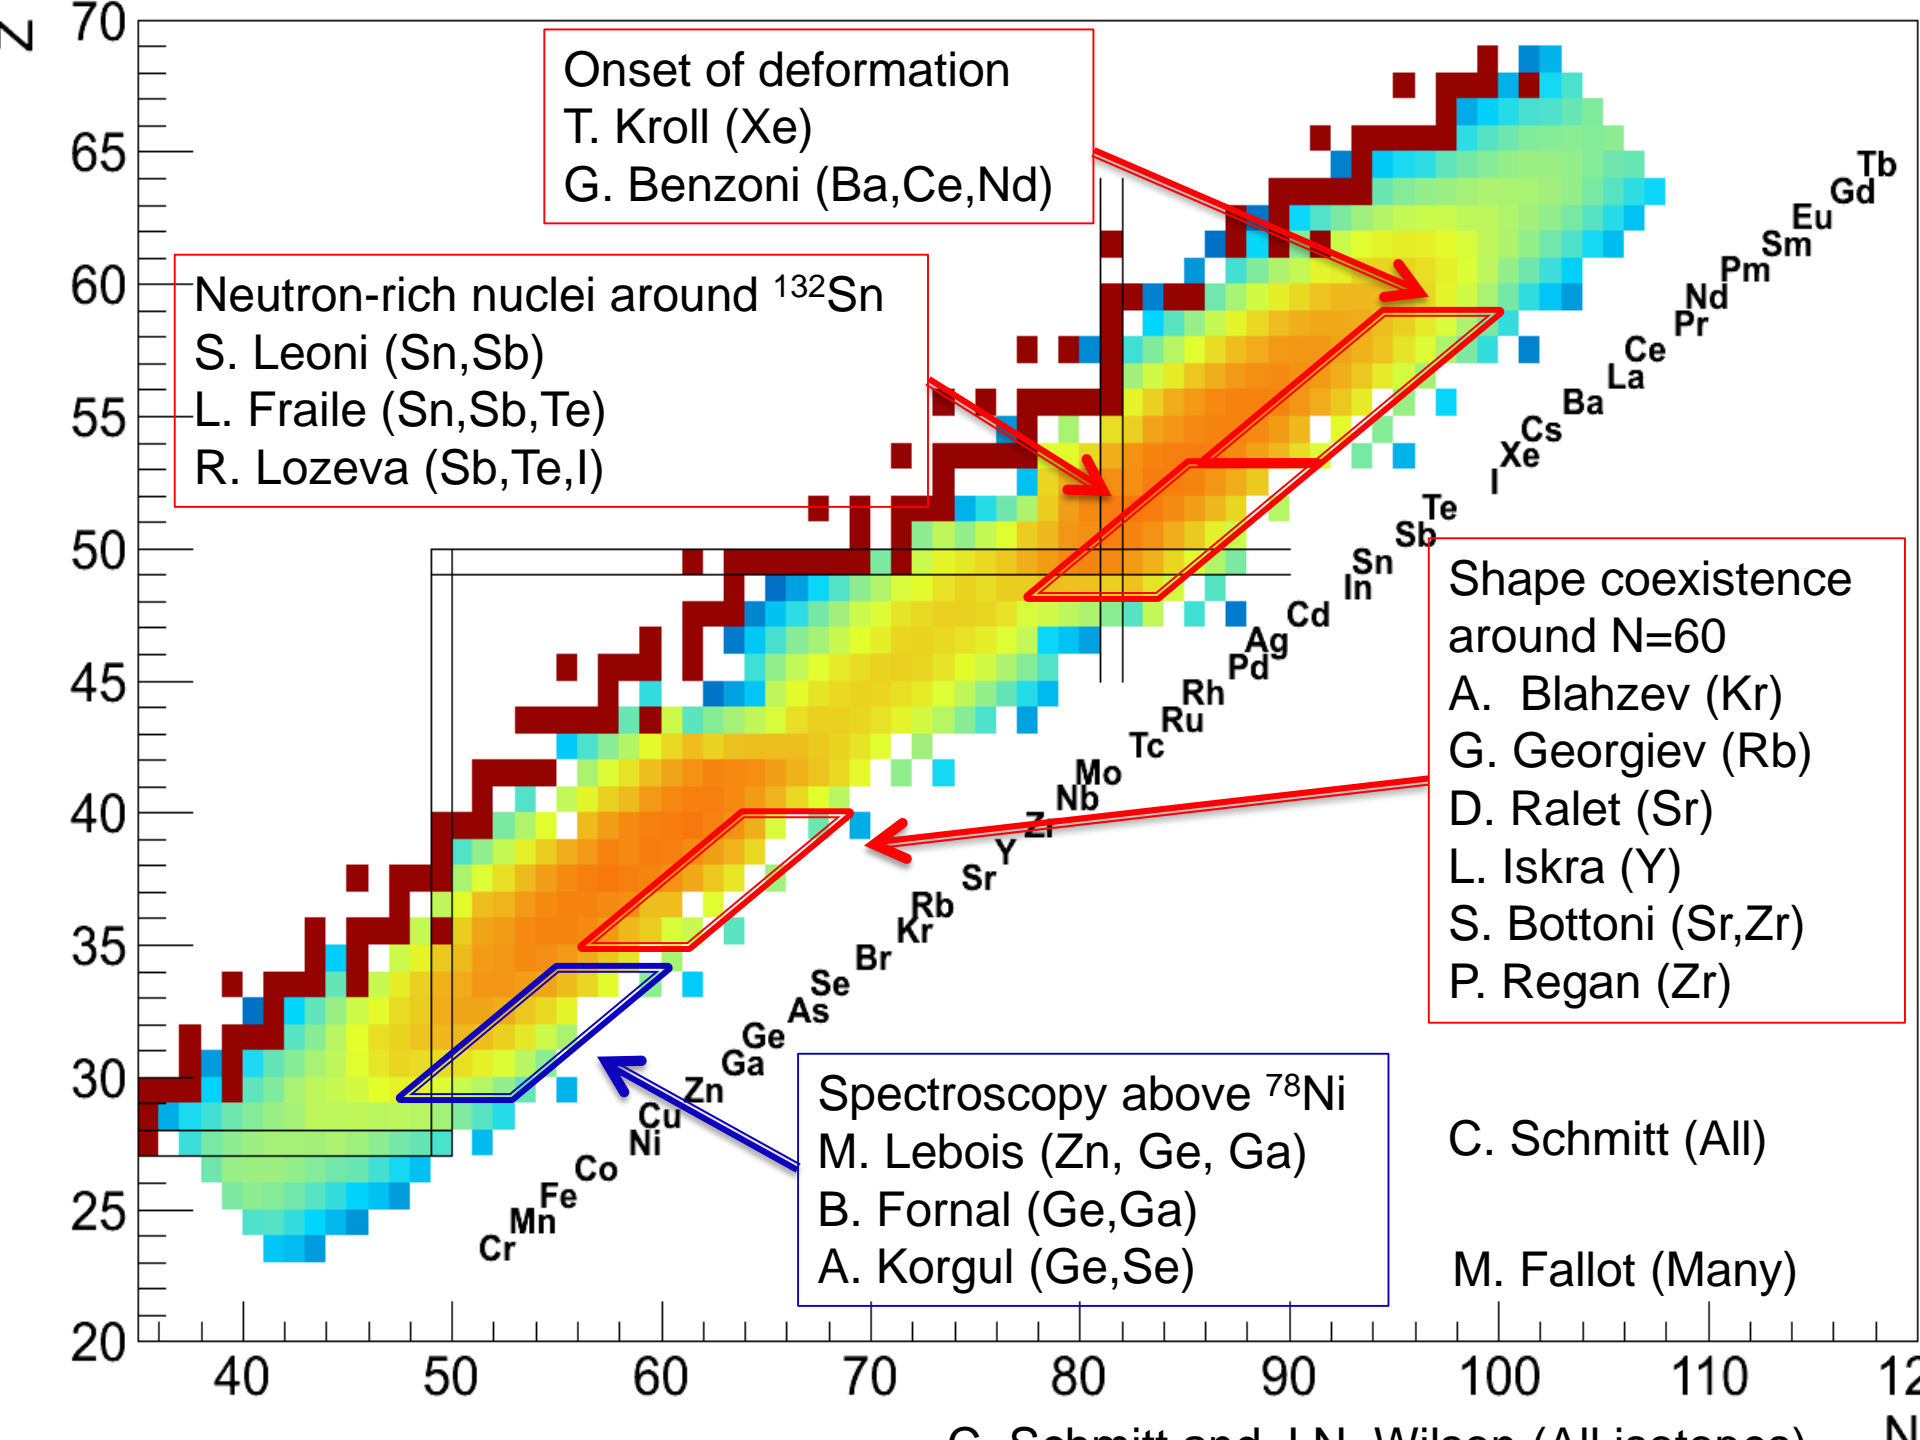 Z
70
65
60
55
50
45
40
35
30
25
20
Onset of deformation
T. Kroll (Xe)
G. Benzoni (Ba,Ce,Nd)
Neutron-rich nuclei around ¹³²Sn
S. Leoni (Sn,Sb)
L. Fraile (Sn,Sb,Te)
R. Lozeva (Sb,Te,I)
Tb
Gd
Eu
Sm
Pm
Nd
Pr
Ce
La
Ba
Cs
Xe
I
Te
Sb
Sn
In
Cd
Ag
Pd
Rh
Ru
Tc
Mo
Nb
Zr
Y
Sr
Rb
Kr
Br
Se
As
Ge
Ga
Zn
Cu
Ni
Co
Fe
Mn
Cr
Shape coexistence
around N=60
A. Blahzev (Kr)
G. Georgiev (Rb)
D. Ralet (Sr)
L. Iskra (Y)
S. Bottoni (Sr,Zr)
P. Regan (Zr)
Spectroscopy above ⁷⁸Ni
M. Lebois (Zn, Ge, Ga)
B. Fornal (Ge,Ga)
A. Korgul (Ge,Se)
C. Schmitt (All)
M. Fallot (Many)
40 50 60 70 80 90 100 110 12
C. Schmitt and J.N. Wilson (All isotopes)
N